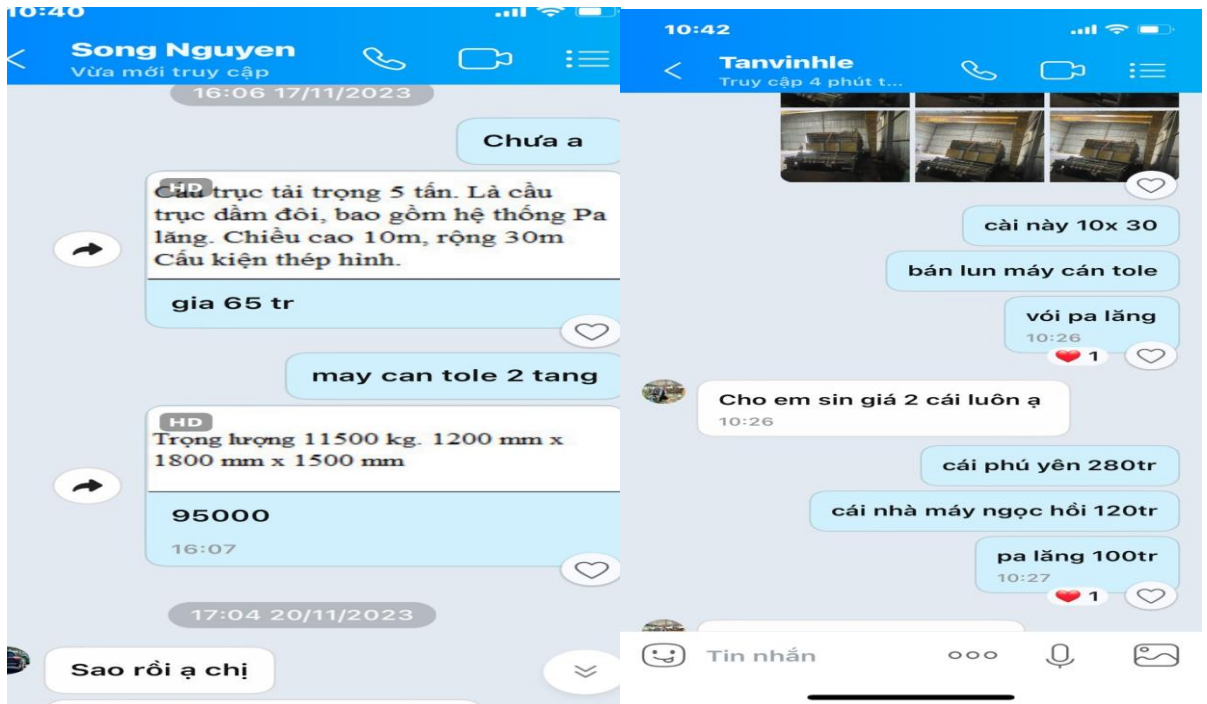 10:40
Song Nguyen
Vừa mới truy cập
16:06 17/11/2023
Chưa a
HD
Cầu trục tải trọng 5 tấn. Là cầu
trục dầm đôi, bao gồm hệ thống Pa
lăng. Chiều cao 10m, rộng 30m
Cấu kiện thép hình.
gia 65 tr
may can tole 2 tang
HD
Trọng lượng 11500 kg. 1200 mm x
1800 mm x 1500 mm
95000
16:07
17:04 20/11/2023
Sao rồi ạ chị
10:42
Tanvinhle
Truy cập 4 phút t...
cài này 10x 30
bán lun máy cán tole
vói pa lăng
10:26
1
Cho em sin giá 2 cái luôn ạ
10:26
cái phú yên 280tr
cái nhà máy ngọc hồi 120tr
pa lăng 100tr
10:27
1
Tin nhắn